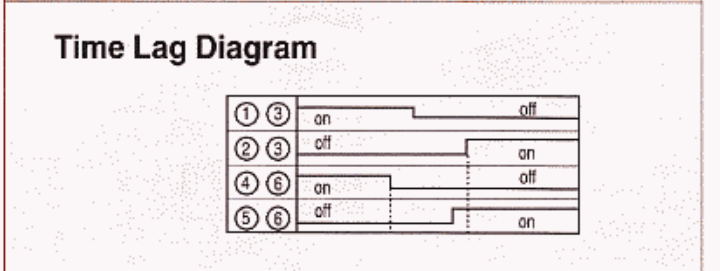 Time Lag Diagram
① ③ on off
② ③ off on
④ ⑥ on off
⑤ ⑥ off on